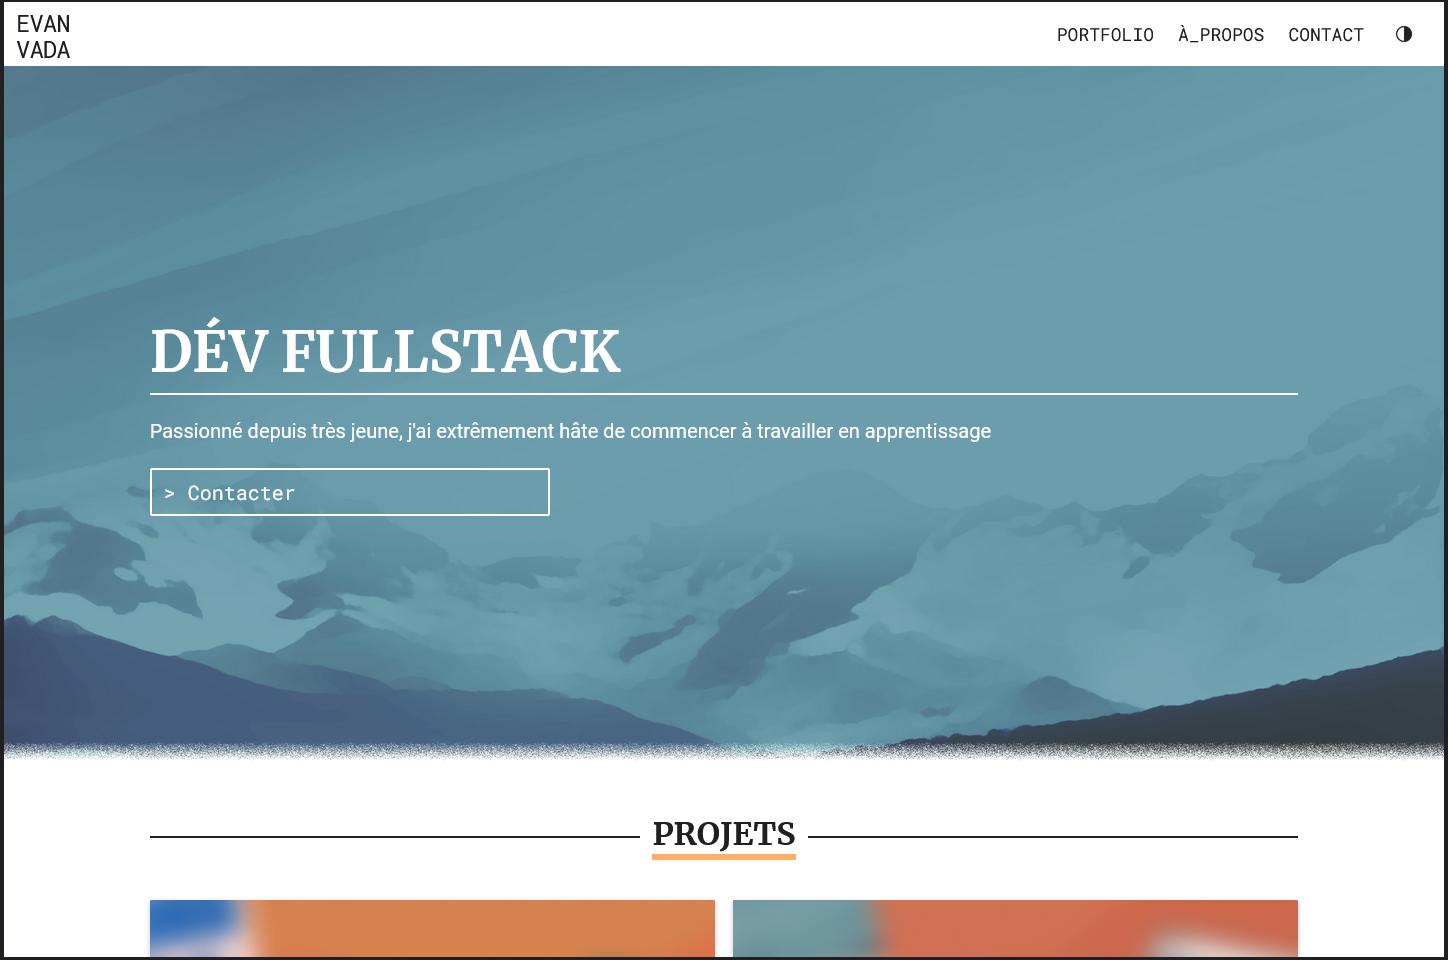 EVAN
VADA
PORTFOLIO À_PROPOS CONTACT
DÉV FULLSTACK
Passionné depuis très jeune, j'ai extrêmement hâte de commencer à travailler en apprentissage
> Contacter
PROJETS